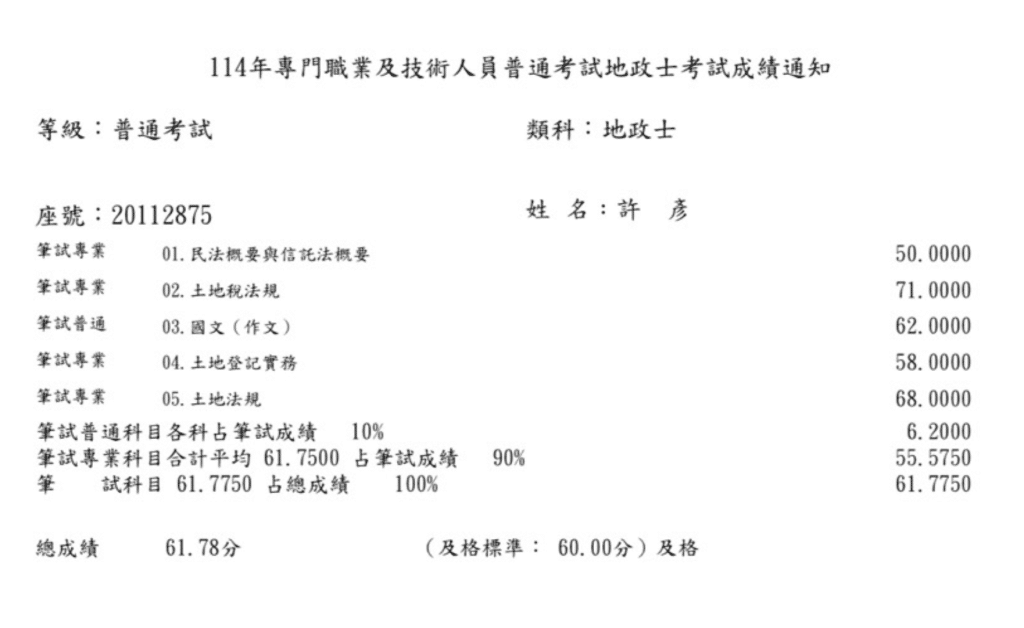 114年專門職業及技術人員普通考試地政士考試成績通知
等級：普通考試 類科：地政士
座號：20112875 姓 名：許 彥
筆試專業 01.民法概要與信託法概要 50.0000
筆試專業 02.土地稅法規 71.0000
筆試普通 03.國文（作文） 62.0000
筆試專業 04.土地登記實務 58.0000
筆試專業 05.土地法規 68.0000
筆試普通科目各科占筆試成績 10% 6.2000
筆試專業科目合計平均 61.7500 占筆試成績 90% 55.5750
筆 試科目 61.7750 占總成績 100% 61.7750
總成績 61.78分 （及格標準： 60.00分）及格